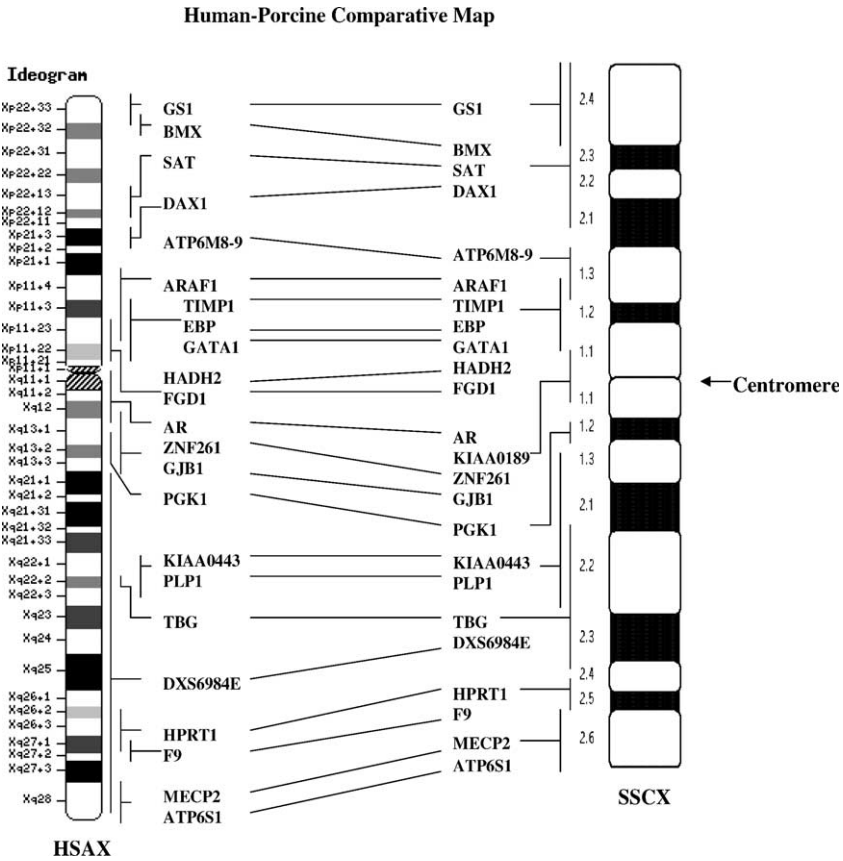 Human-Porcine Comparative Map
Ideogram
Xp22+33
Xp22+32
Xp22+31
Xp22+22
Xp22+13
Xp22+12
Xp22+11
Xp21+3
Xp21+2
Xp21+1
Xp11+4
Xp11+3
Xp11+23
Xp11+22
Xp11+21
Xp11+1
Xq11+1
Xq11+2
Xq12
Xq13+1
Xq13+2
Xq13+3
Xq21+1
Xq21+2
Xq21+31
Xq21+32
Xq21+33
Xq22+1
Xq22+2
Xq22+3
Xq23
Xq24
Xq25
Xq26+1
Xq26+2
Xq26+3
Xq27+1
Xq27+2
Xq27+3
Xq28
HSAX
GS1
BMX
SAT
DAX1
ATP6M8-9
ARAF1
TIMP1
EBP
GATA1
HADH2
FGD1
AR
ZNF261
GJB1
PGK1
KIAA0443
PLP1
TBG
DXS6984E
HPRT1
F9
MECP2
ATP6S1
GS1
BMX
SAT
DAX1
ATP6M8-9
ARAF1
TIMP1
EBP
GATA1
HADH2
FGD1
AR
KIAA0189
ZNF261
GJB1
PGK1
KIAA0443
PLP1
TBG
DXS6984E
HPRT1
F9
MECP2
ATP6S1
2.4
2.3
2.2
2.1
1.3
1.2
1.1
1.1
1.2
1.3
2.1
2.2
2.3
2.4
2.5
2.6
Centromere
SSCX